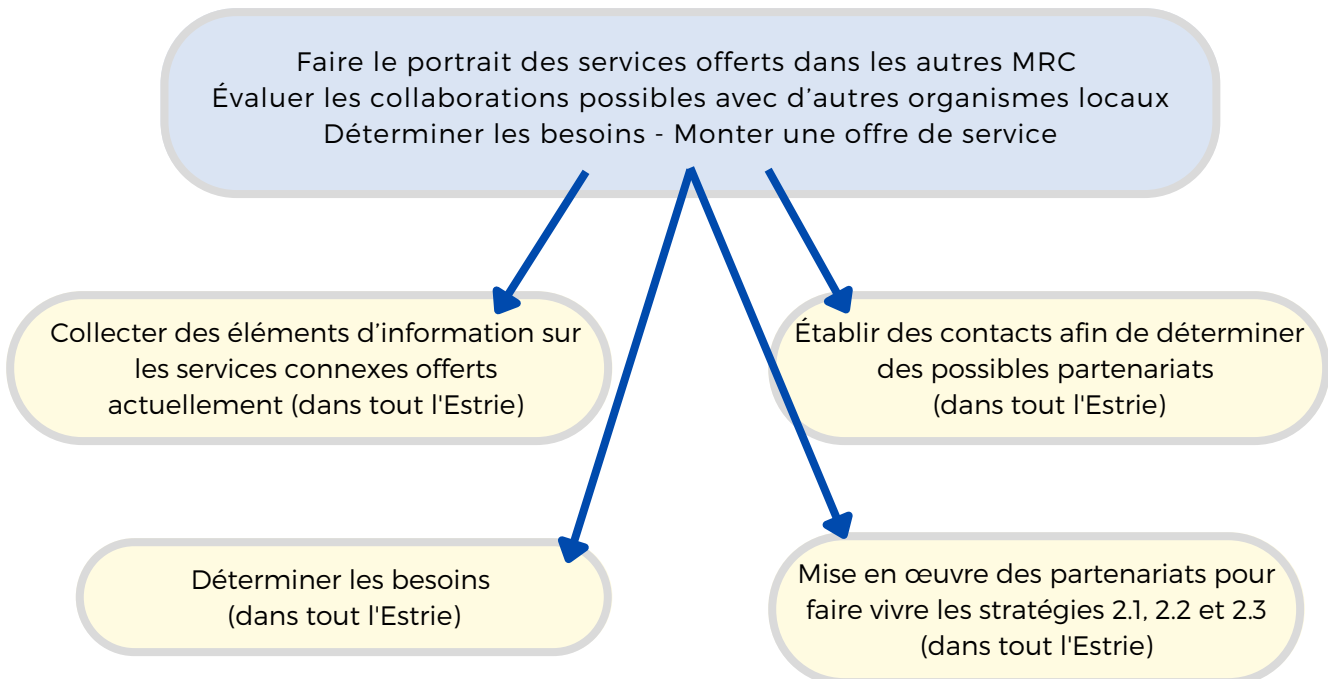 Faire le portrait des services offerts dans les autres MRC
Évaluer les collaborations possibles avec d’autres organismes locaux
Déterminer les besoins - Monter une offre de service
Collecter des éléments d’information sur
les services connexes offerts
actuellement (dans tout l'Estrie)
Établir des contacts afin de déterminer
des possibles partenariats
(dans tout l'Estrie)
Déterminer les besoins
(dans tout l'Estrie)
Mise en œuvre des partenariats pour
faire vivre les stratégies 2.1, 2.2 et 2.3
(dans tout l'Estrie)